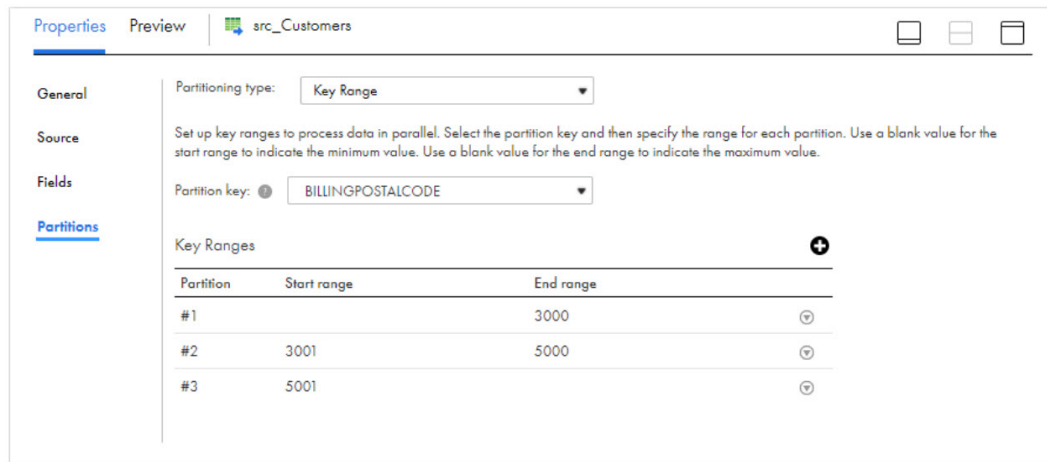 Properties Preview src_Customers
General
Source
Fields
Partitions
Partitioning type: Key Range
Set up key ranges to process data in parallel. Select the partition key and then specify the range for each partition. Use a blank value for the
start range to indicate the minimum value. Use a blank value for the end range to indicate the maximum value.
Partition key: ? BILLINGPOSTALCODE
Key Ranges
Partition Start range End range
#1 3000
#2 3001 5000
#3 5001